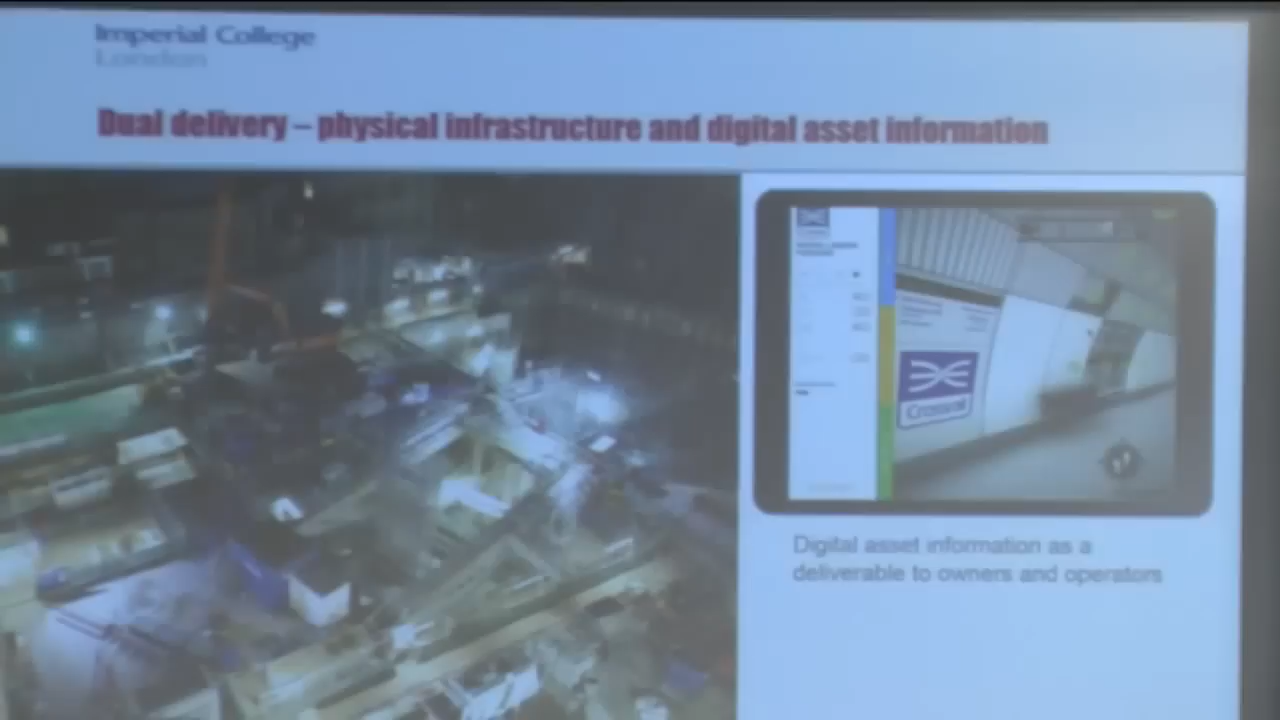 Imperial College
London
Dual delivery – physical infrastructure and digital asset information
Crossrail
Digital asset information as a
deliverable to owners and operators